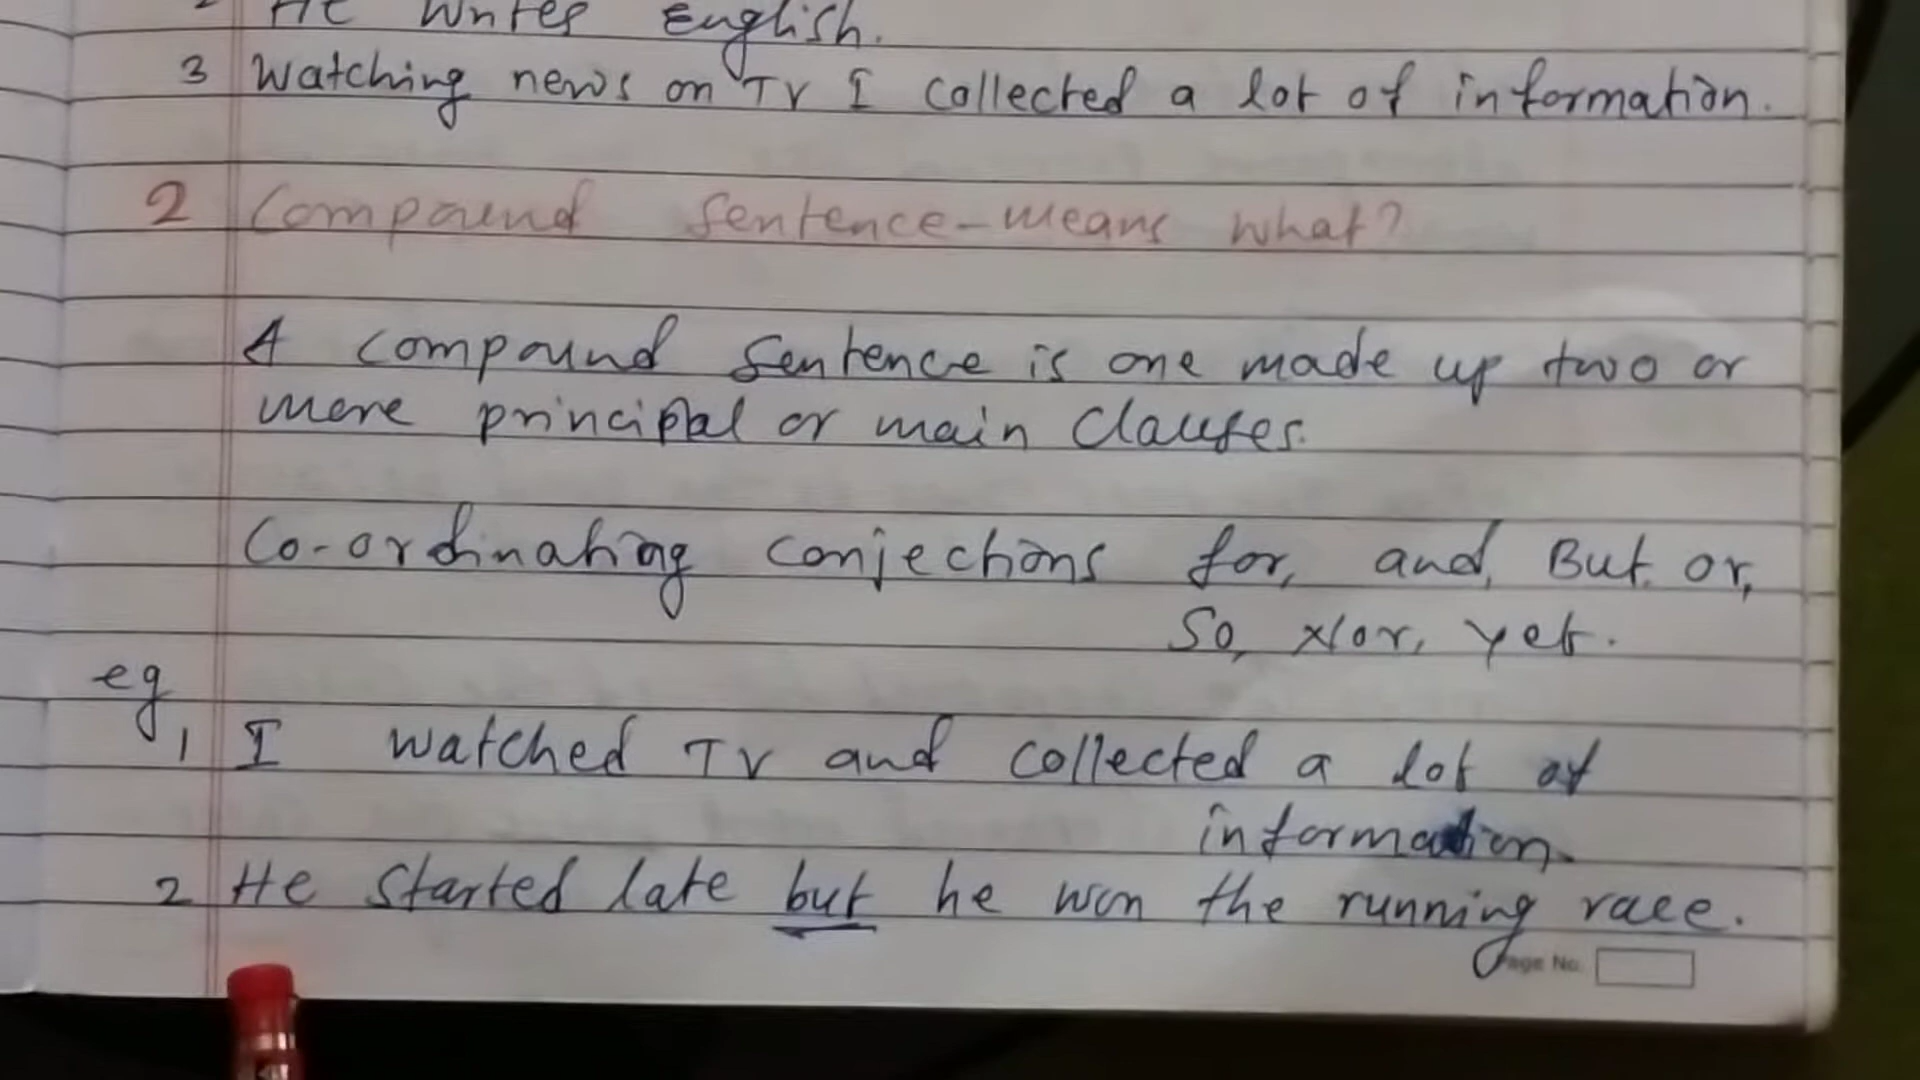 He writes English.
3 Watching news on TV I collected a lot of information.
2 Compound Sentence-means what?
A compound Sentence is one made up two or
more principal or main Clauses.
Co-ordinating conjections for, and, But, or,
So, Nor, yet.
eg
1 I watched TV and collected a lot of
information.
2 He started late but he won the running race.
Page No.